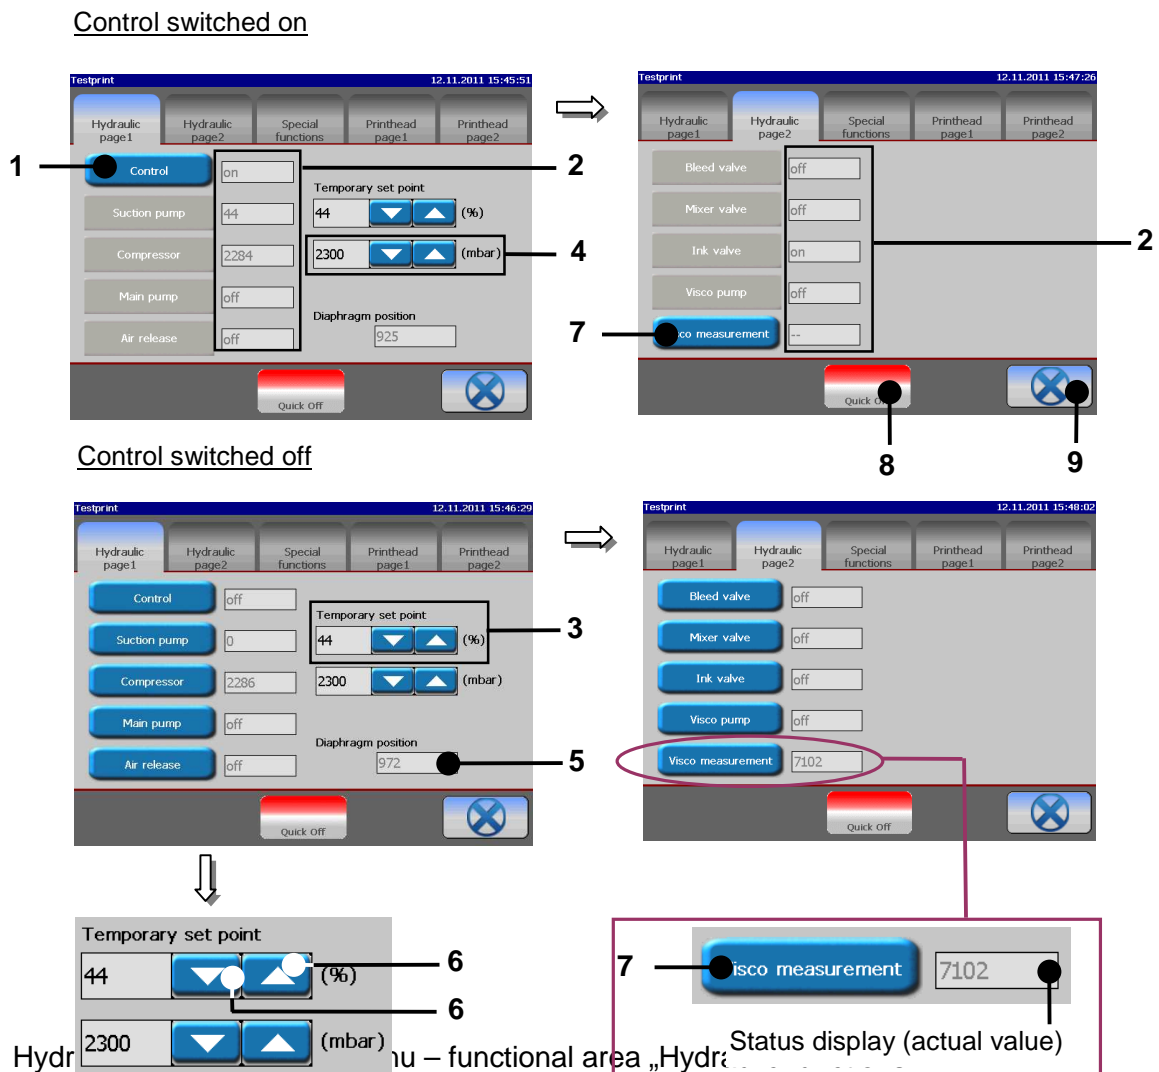 Control switched on
Testprint 12.11.2011 15:45:51
Hydraulic page1 Hydraulic page2 Special functions Printhead page1 Printhead page2
1
Control on
2
Temporary set point
Suction pump 44 44 (%)
Compressor 2284 2300 (mbar)
4
Main pump off
Diaphragm position
Air release off 925
Quick Off
Testprint 12.11.2011 15:47:26
Hydraulic page1 Hydraulic page2 Special functions Printhead page1 Printhead page2
Bleed valve off
Mixer valve off
2
Ink valve on
Visco pump off
7
measurement --
8
9
Control switched off
Testprint 12.11.2011 15:46:29
Hydraulic page1 Hydraulic page2 Special functions Printhead page1 Printhead page2
Control off
Temporary set point
3
Suction pump 0 44 (%)
Compressor 2286 2300 (mbar)
Main pump off
Diaphragm position
Air release off 972
5
Quick Off
Testprint 12.11.2011 15:48:02
Hydraulic page1 Hydraulic page2 Special functions Printhead page1 Printhead page2
Bleed valve off
Mixer valve off
Ink valve off
Visco pump off
Visco measurement 7102
Quick Off
Temporary set point
44 (%)
6
6
2300 (mbar)
7
isco measurement 7102
Status display (actual value)
Hydr nu – functional area „Hydra